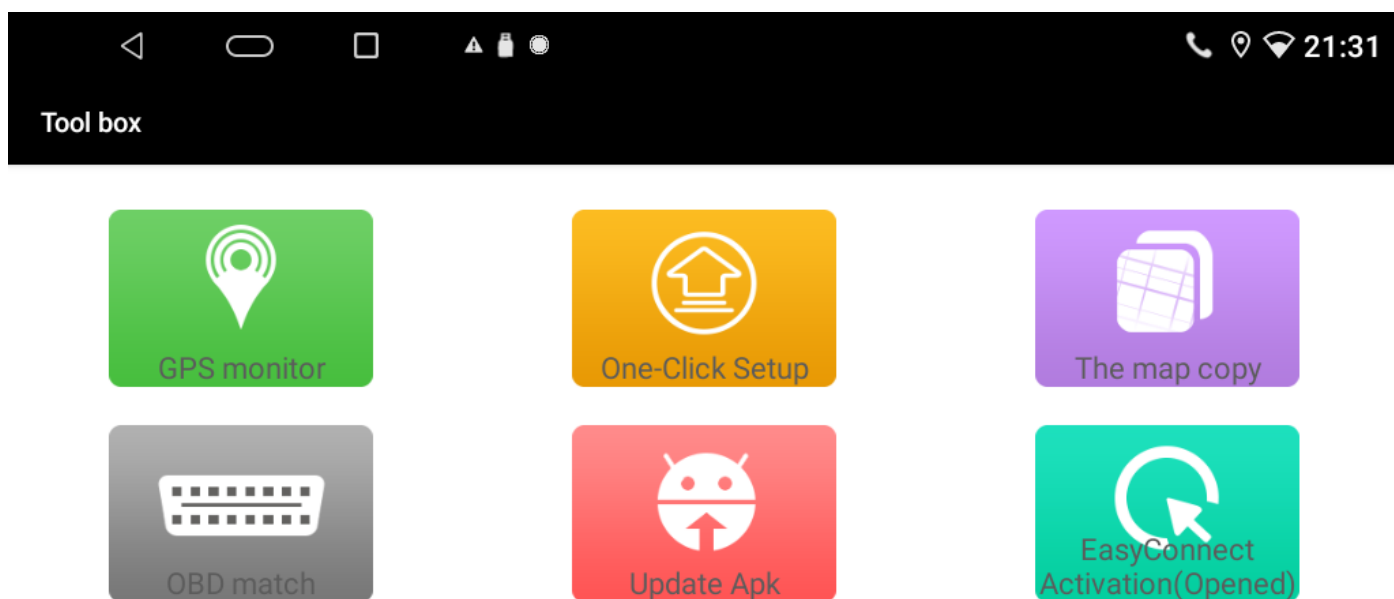 21:31
Tool box
GPS monitor
One-Click Setup
The map copy
OBD match
Update Apk
EasyConnect
Activation(Opened)